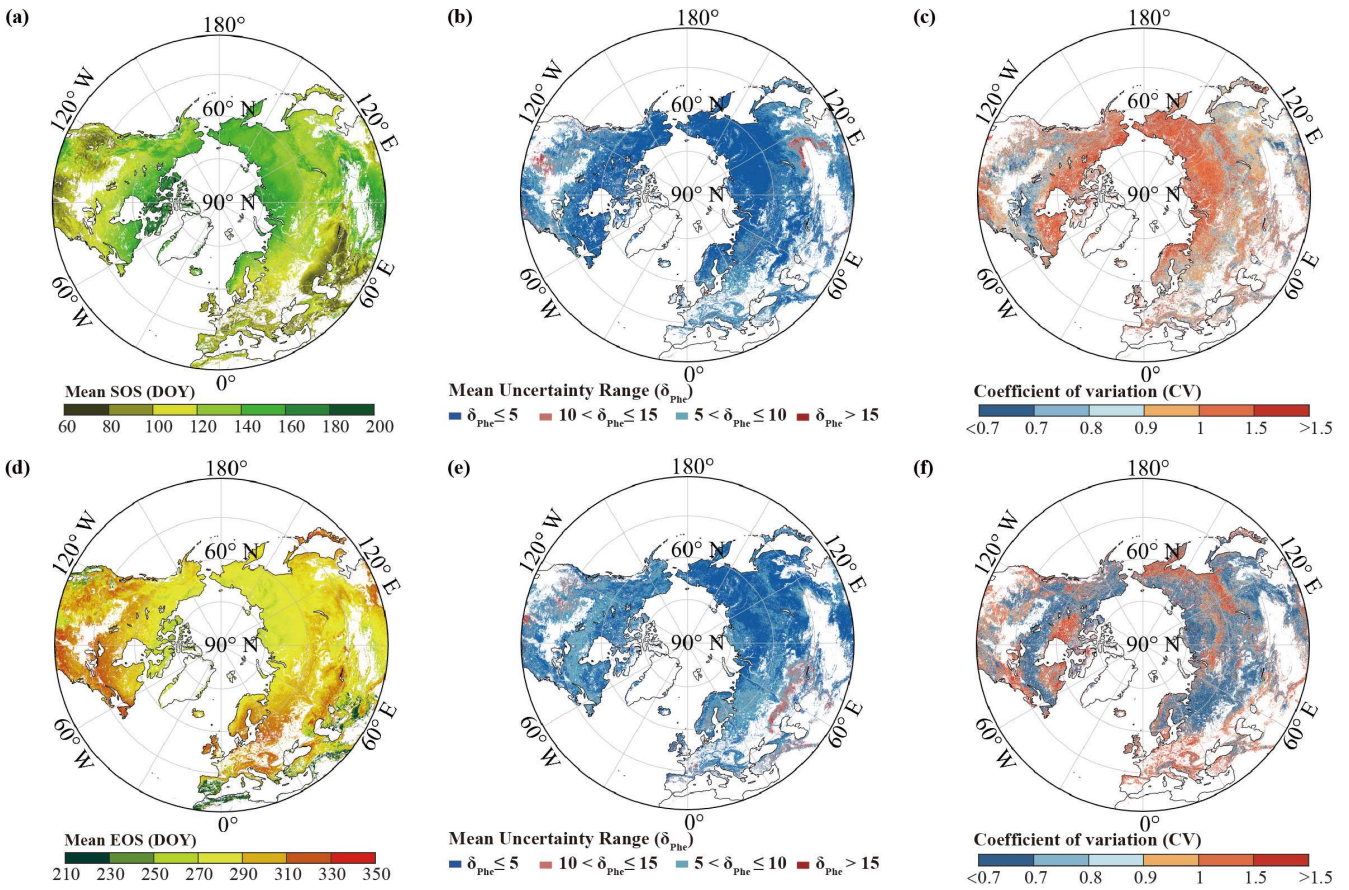 (a)
180°
120° W
60° N
120° E
90° N
60° W
60° E
0°
Mean SOS (DOY)
60 80 100 120 140 160 180 200
(b)
180°
120° W
60° N
120° E
90° N
60° W
60° E
0°
Mean Uncertainty Range (δPhe)
δPhe≤ 5 10 < δPhe≤ 15 5 < δPhe≤ 10 δPhe> 15
(c)
180°
120° W
60° N
120° E
90° N
60° W
60° E
0°
Coefficient of variation (CV)
<0.7 0.7 0.8 0.9 1 1.5 >1.5
(d)
180°
120° W
60° N
120° E
90° N
60° W
60° E
0°
Mean EOS (DOY)
210 230 250 270 290 310 330 350
(e)
180°
120° W
60° N
120° E
90° N
60° W
60° E
0°
Mean Uncertainty Range (δPhe)
δPhe≤ 5 10 < δPhe≤ 15 5 < δPhe≤ 10 δPhe> 15
(f)
180°
120° W
60° N
120° E
90° N
60° W
60° E
0°
Coefficient of variation (CV)
<0.7 0.7 0.8 0.9 1 1.5 >1.5